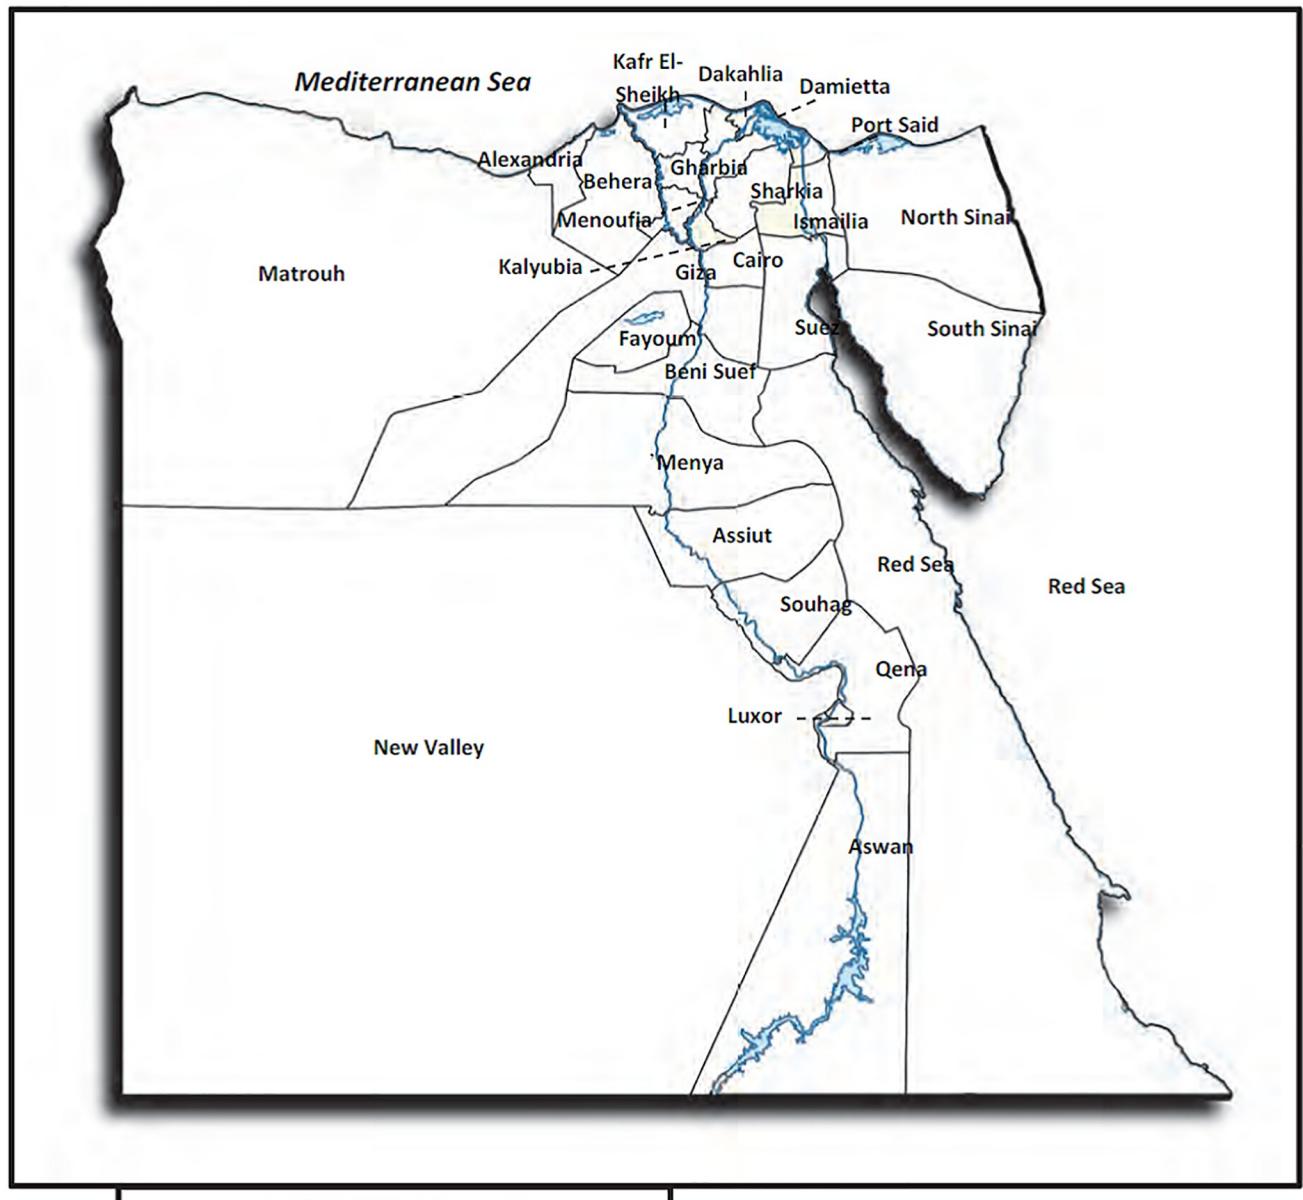 Kafr El-
Sheikh
Dakahlia
Mediterranean Sea
Damietta
Port Said
Alexandria
Gharbia
Behera
Sharkia
Menoufia
Ismailia
North Sinai
Kalyubia
Cairo
Giza
Matrouh
Suez
South Sinai
Fayoum
Beni Suef
Menya
Assiut
Red Sea
Red Sea
Souhag
Qena
Luxor
New Valley
Aswan